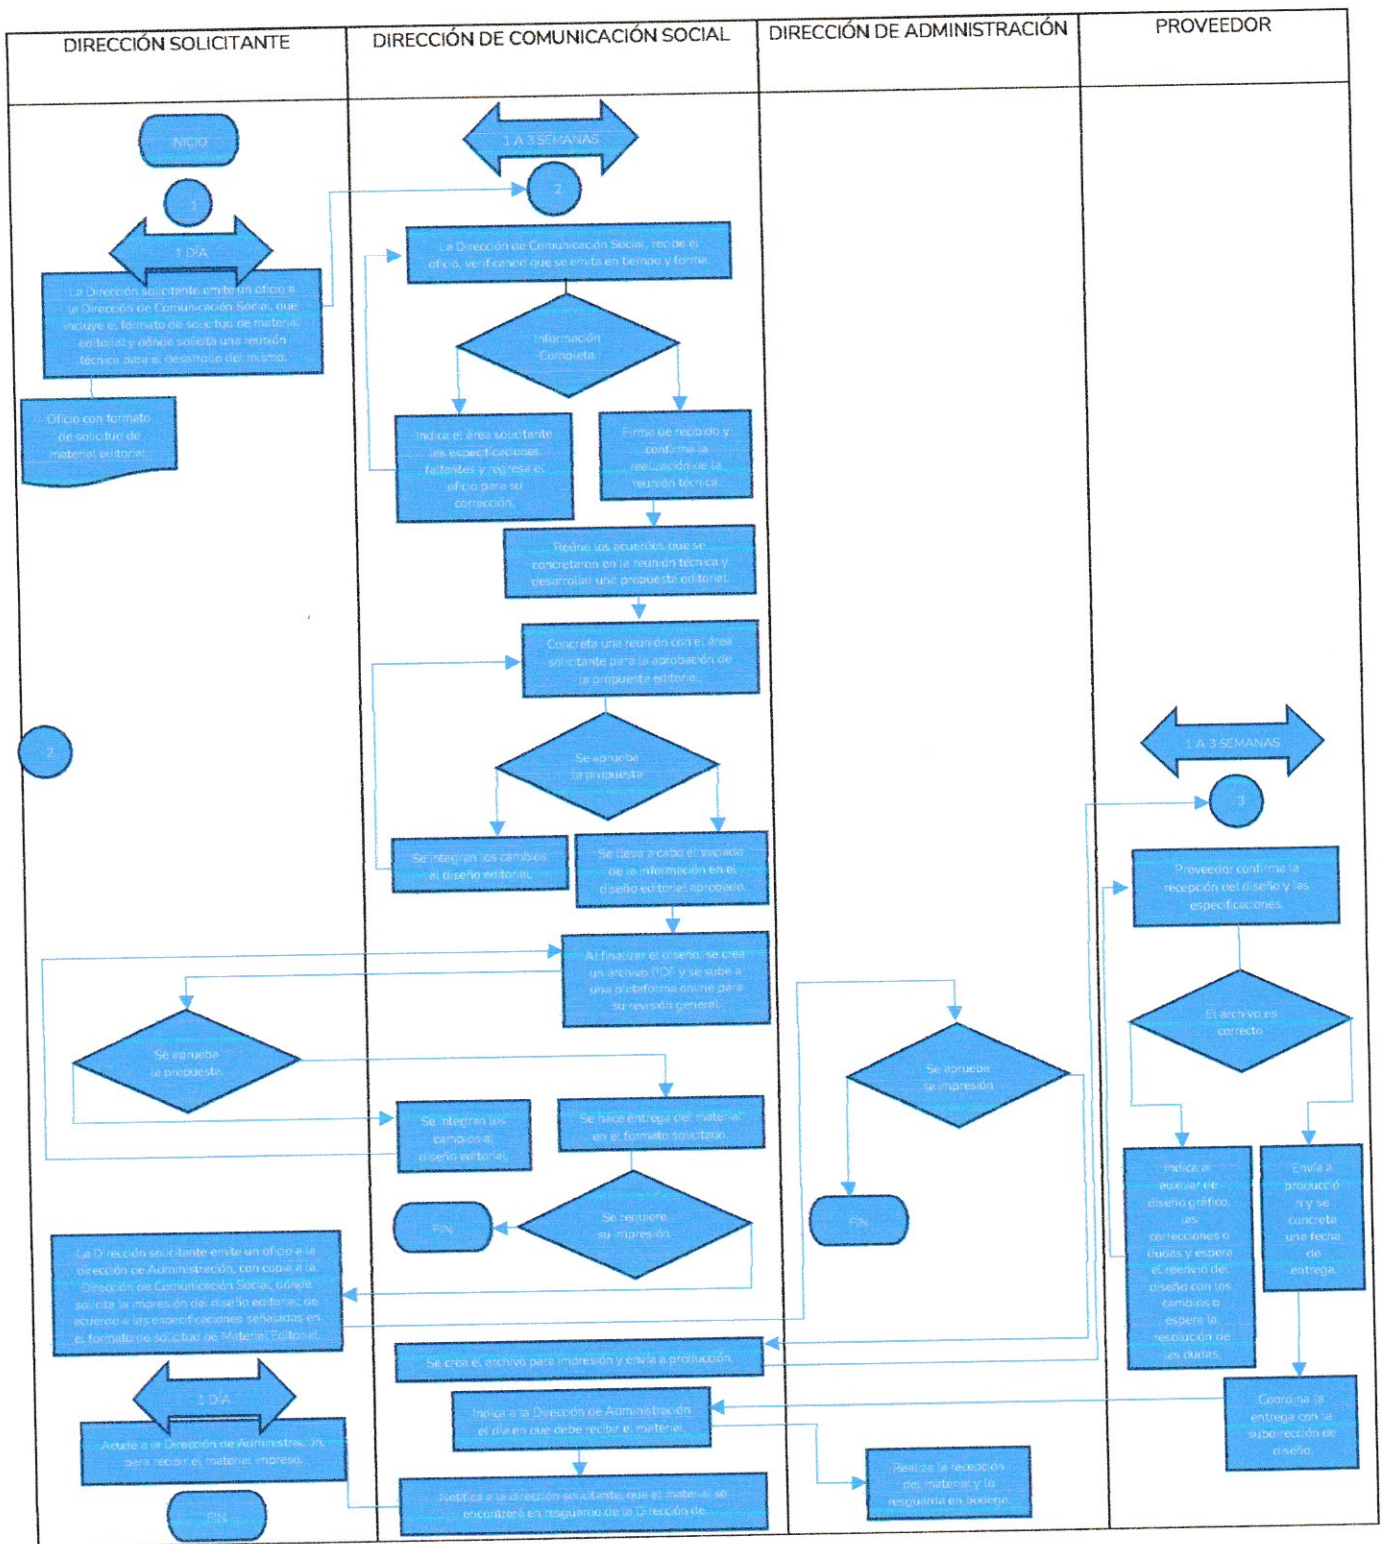 DIRECCIÓN SOLICITANTE
DIRECCIÓN DE COMUNICACIÓN SOCIAL
DIRECCIÓN DE ADMINISTRACIÓN
PROVEEDOR
INICIO
1
1 DÍA
La Dirección solicitante emite un oficio a
la Dirección de Comunicación Social, que
incluye el formato de solicitud de material
editorial y dónde solicita una reunión
técnica para el desarrollo del mismo.
Oficio con formato
de solicitud de
material editorial.
1 A 3 SEMANAS
2
La Dirección de Comunicación Social, recibe el
oficio, verificando que se emita en tiempo y forma.
Información
Completa
Indica el área solicitante
las especificaciones
faltantes y regresa el
oficio para su
corrección.
Firma de recibido y
confirma la
realización de la
reunión técnica.
Reúne los acuerdos que se
concretaron en la reunión técnica y
desarrollar una propuesta editorial.
Concreta una reunión con el área
solicitante para la aprobación de
la propuesta editorial.
2
Se aprueba
la propuesta
Se integran los cambios
al diseño editorial.
Se lleva a cabo el vaciado
de la información en el
diseño editorial aprobado.
Al finalizar el diseño, se crea
un archivo PDF y se sube a
una plataforma online para
su revisión general.
Se aprueba
la propuesta.
Se integran los
cambios al
diseño editorial.
Se hace entrega del material
en el formato solicitado.
FIN
Se requiere
su impresión
La Dirección solicitante emite un oficio a la
dirección de Administración, con copia a la
Dirección de Comunicación Social, dónde
solicita la impresión del diseño editorial; de
acuerdo a las especificaciones señaladas en
el formato de solicitud de Material Editorial.
Se aprueba
la impresión
FIN
1 A 3 SEMANAS
3
Proveedor confirma la
recepción del diseño y las
especificaciones.
El archivo es
correcto
Indica al
auxiliar de
diseño gráfico,
las
correcciones o
dudas y espera
el reenvió del
diseño con los
cambios o
espera la
resolución de
las dudas.
Envía a
producció
n y se
concreta
una fecha
de
entrega.
Se crea el archivo para impresión y envía a producción.
Coordina la
entrega con la
subdirección de
diseño.
Indica a la Dirección de Administración
el día en que debe recibir el material.
Realiza la recepción
del material y lo
resguarda en bodega.
Notifica a la dirección solicitante, que el material se
encontrará en resguardo de la Dirección de
1 DÍA
Acude a la Dirección de Administración,
para recibir el material impreso.
FIN